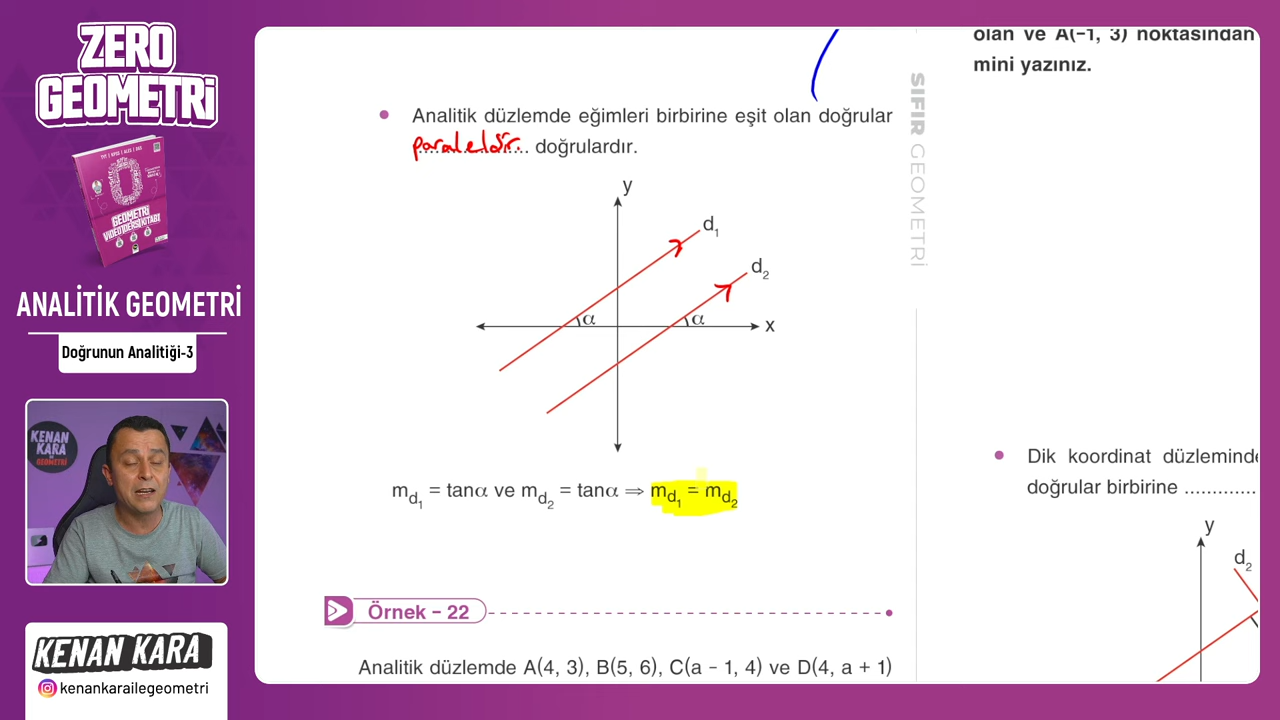 ZERO
GEOMETRİ
GEOMETRİ
VİDEO DERS KİTABI
ANALİTİK GEOMETRİ
Doğrunun Analitiği-3
KENAN
KARA
GEOMETRİ
KENAN KARA
kenankarailegeometri
• Analitik düzlemde eğimleri birbirine eşit olan doğrular
paraleldir... doğrulardır.
y
d1
d2
α
α
x
md1 = tanα ve md2 = tanα ⇒ md1 = md2
Örnek - 22
Analitik düzlemde A(4, 3), B(5, 6), C(a - 1, 4) ve D(4, a + 1)
SIFIR GEOMETRİ
olan ve A(-1, 3) noktasından
mini yazınız.
• Dik koordinat düzleminde
doğrular birbirine .............
y
d2